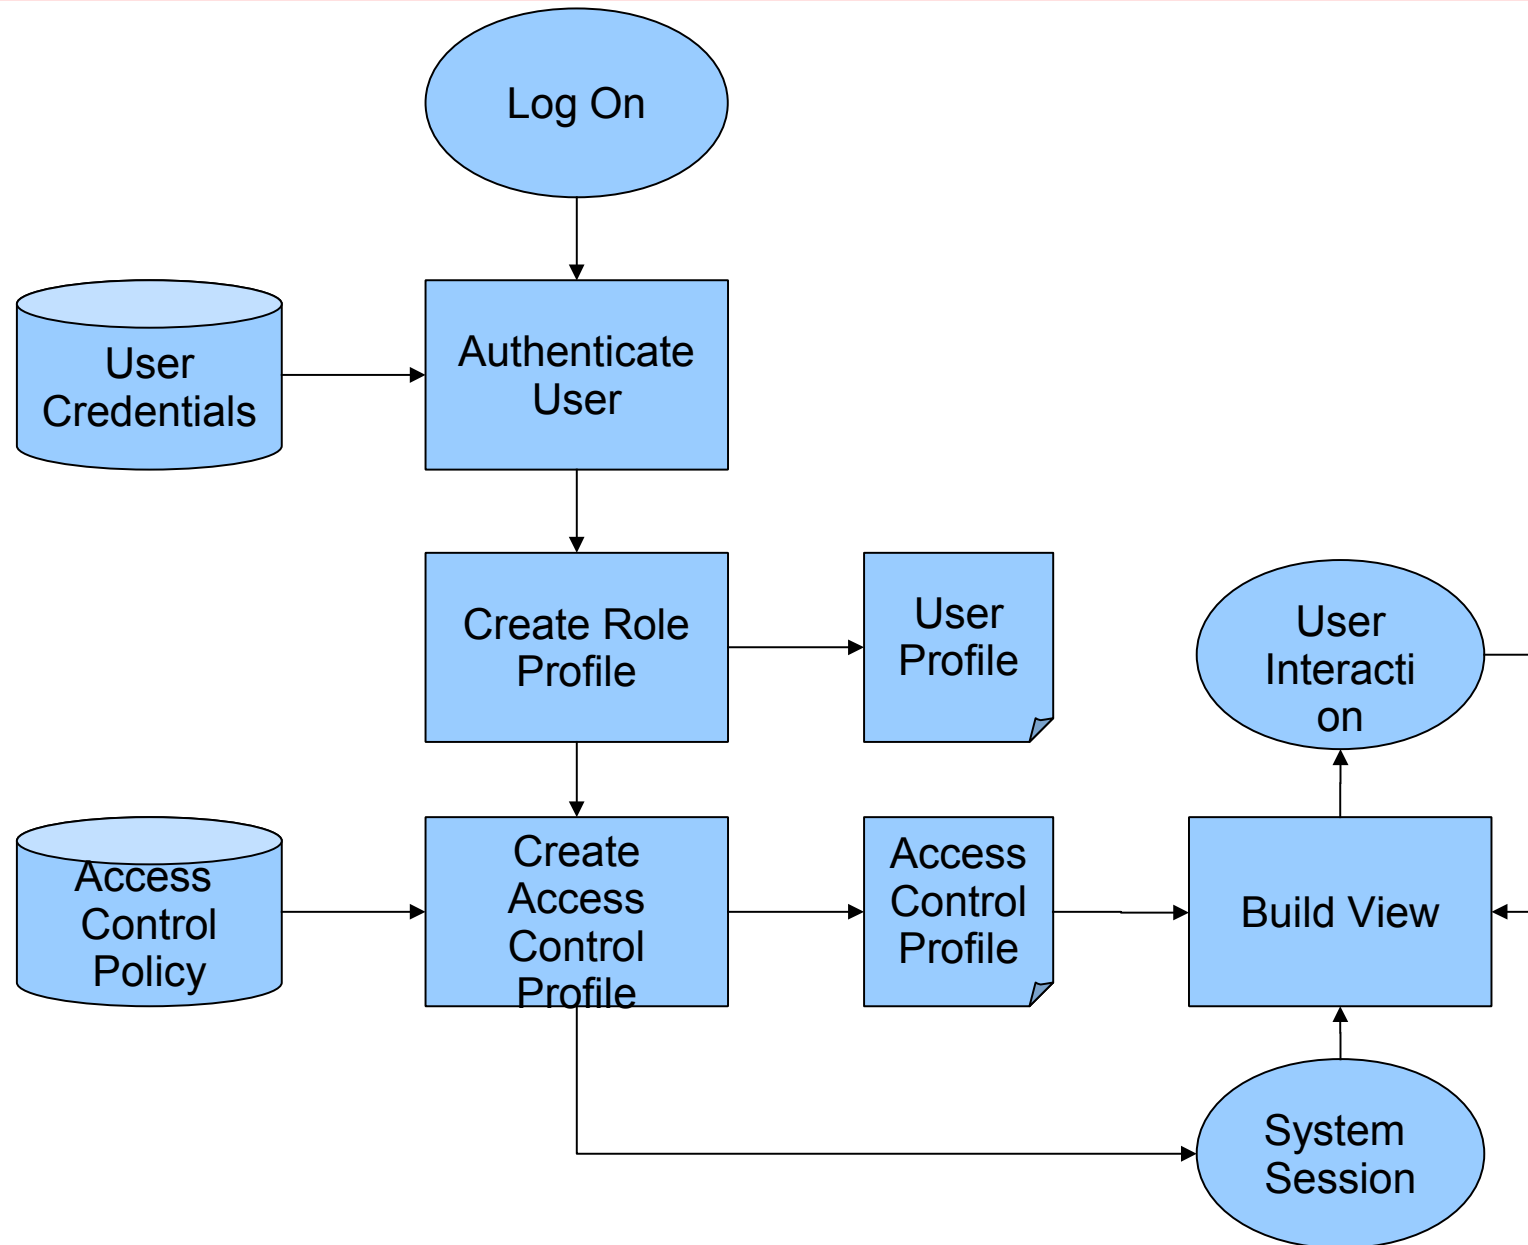 Log On
User
Credentials
Authenticate
User
Create Role
Profile
User
Profile
User
Interacti
on
Access
Control
Policy
Create
Access
Control
Profile
Access
Control
Profile
Build View
System
Session